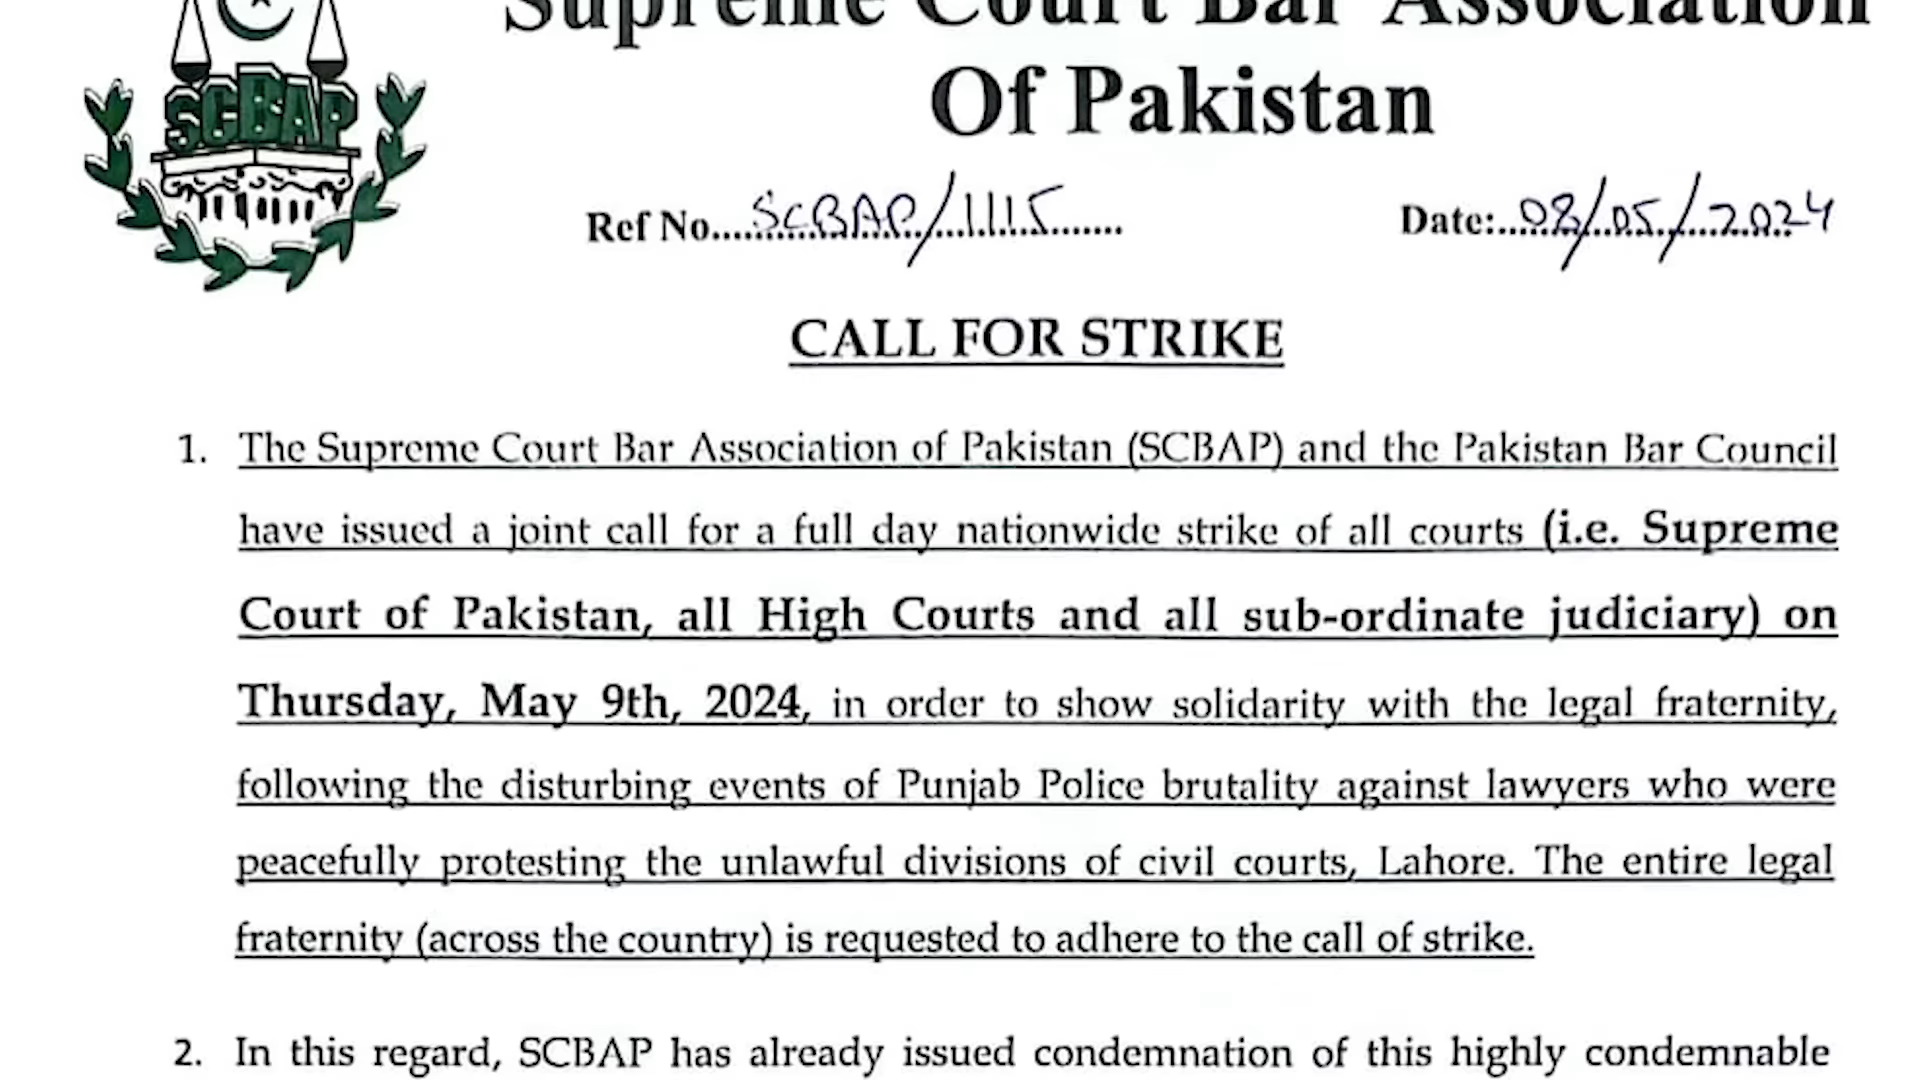 Supreme Court Bar Association
Of Pakistan
SCBAP
Ref No....SCBAP/1115........
Date:...08/05/2024
CALL FOR STRIKE
1. The Supreme Court Bar Association of Pakistan (SCBAP) and the Pakistan Bar Council
have issued a joint call for a full day nationwide strike of all courts (i.e. Supreme
Court of Pakistan, all High Courts and all sub-ordinate judiciary) on
Thursday, May 9th, 2024, in order to show solidarity with the legal fraternity,
following the disturbing events of Punjab Police brutality against lawyers who were
peacefully protesting the unlawful divisions of civil courts, Lahore. The entire legal
fraternity (across the country) is requested to adhere to the call of strike.
2. In this regard, SCBAP has already issued condemnation of this highly condemnable